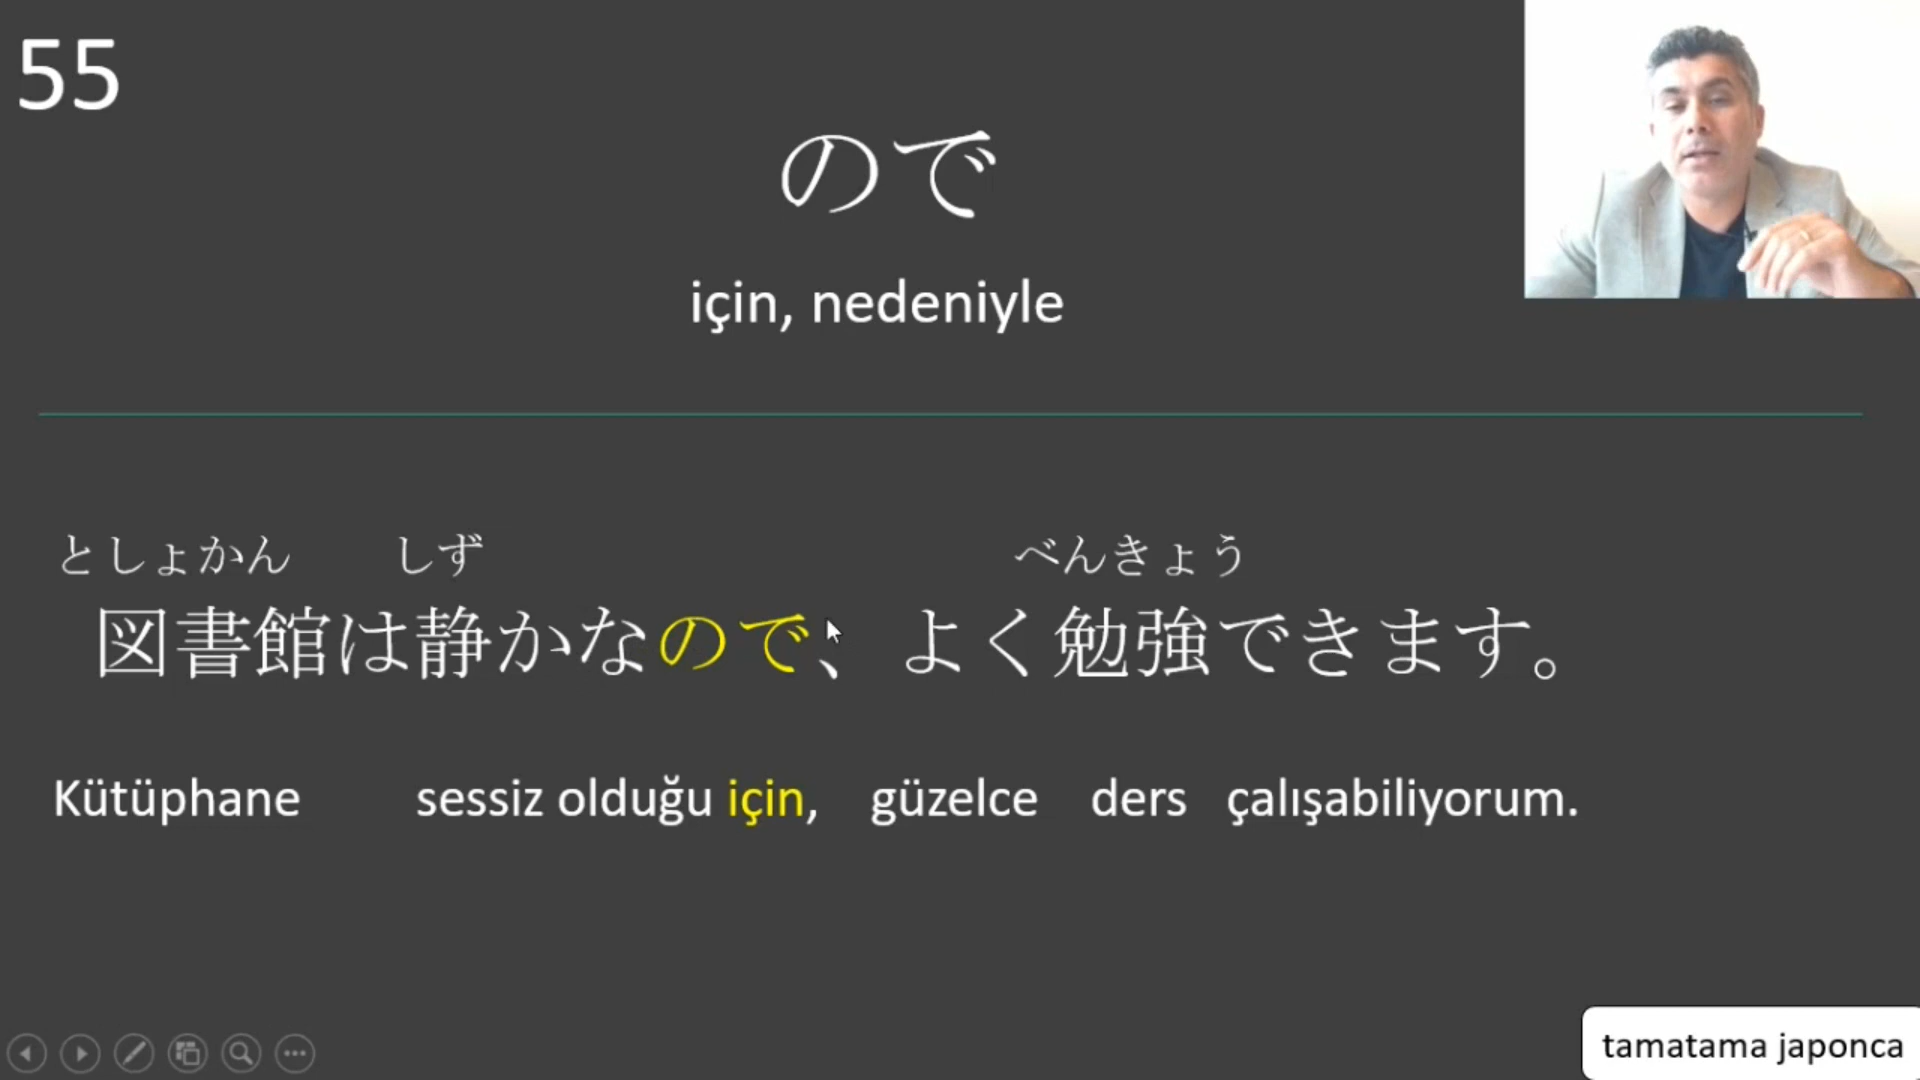 55
ので
için, nedeniyle
としょかん しず べんきょう
図書館は静かなので、よく勉強できます。
Kütüphane sessiz olduğu için, güzelce ders çalışabiliyorum.
tamatama japonca